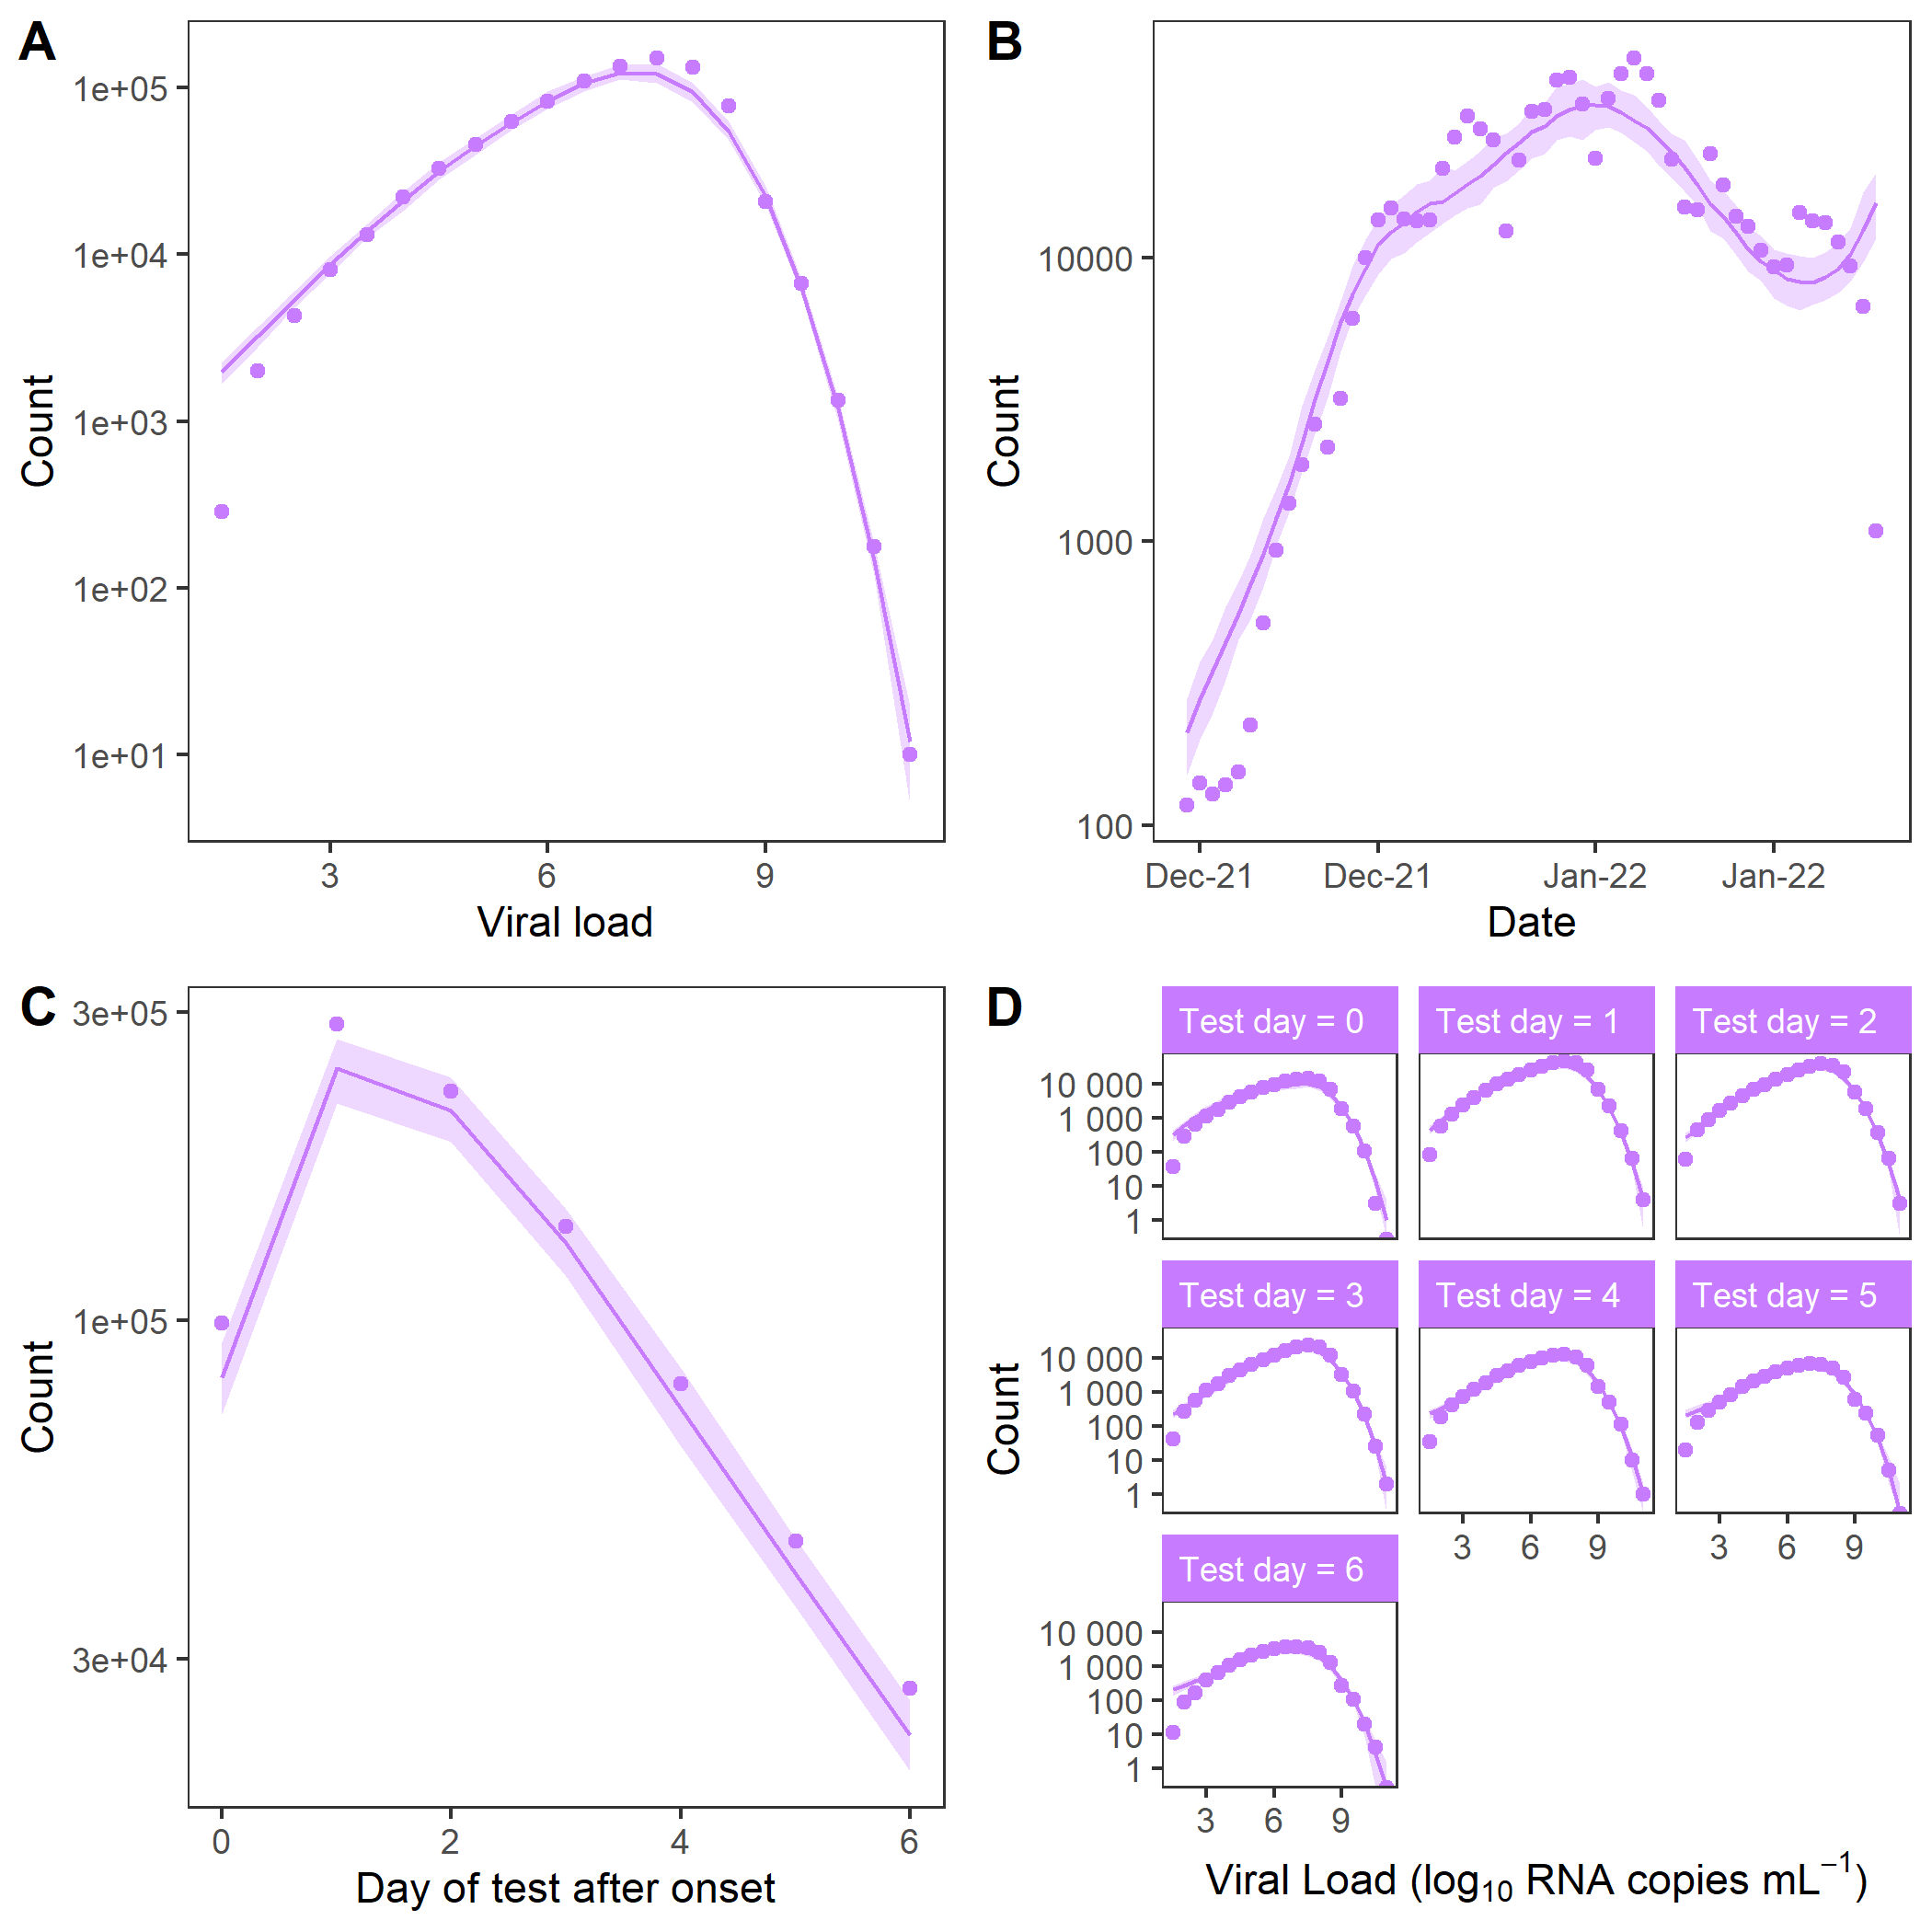 A
1e+05
1e+04
1e+03
1e+02
1e+01
Count
3
6
9
Viral load
B
10000
1000
100
Count
Dec-21
Dec-21
Jan-22
Jan-22
Date
C
3e+05
1e+05
3e+04
Count
0
2
4
6
Day of test after onset
D
Test day = 0
Test day = 1
Test day = 2
10 000
1 000
100
10
1
Test day = 3
Test day = 4
Test day = 5
10 000
1 000
100
10
1
Count
3
6
9
3
6
9
Test day = 6
10 000
1 000
100
10
1
3
6
9
Viral Load (log₁₀ RNA copies mL⁻¹)